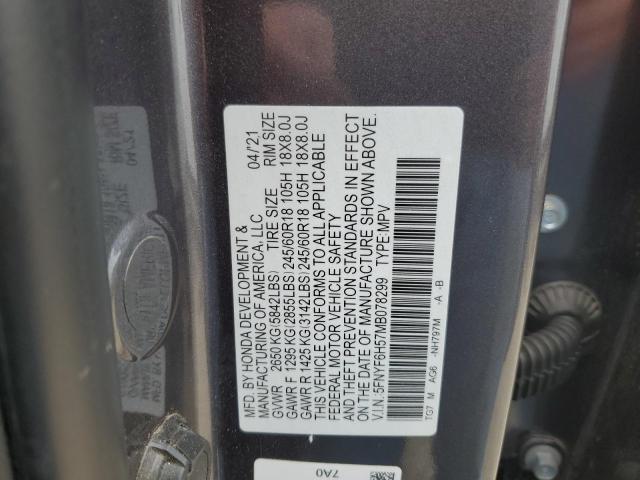 MFD. BY HONDA DEVELOPMENT & 04/'21
MANUFACTURING OF AMERICA, LLC
GVWR 2650 KG(5842LBS) TIRE SIZE RIM SIZE
GAWR F 1295 KG(2855LBS) 245/60R18 105H 18X8.0J
GAWR R 1425 KG(3142LBS) 245/60R18 105H 18X8.0J
THIS VEHICLE CONFORMS TO ALL APPLICABLE
FEDERAL MOTOR VEHICLE SAFETY
AND THEFT PREVENTION STANDARDS IN EFFECT
ON THE DATE OF MANUFACTURE SHOWN ABOVE.
V.I.N: 5FNYF6H57MB078299 TYPE: MPV
TG7 M AG6 -NH797M -A -B
7A0